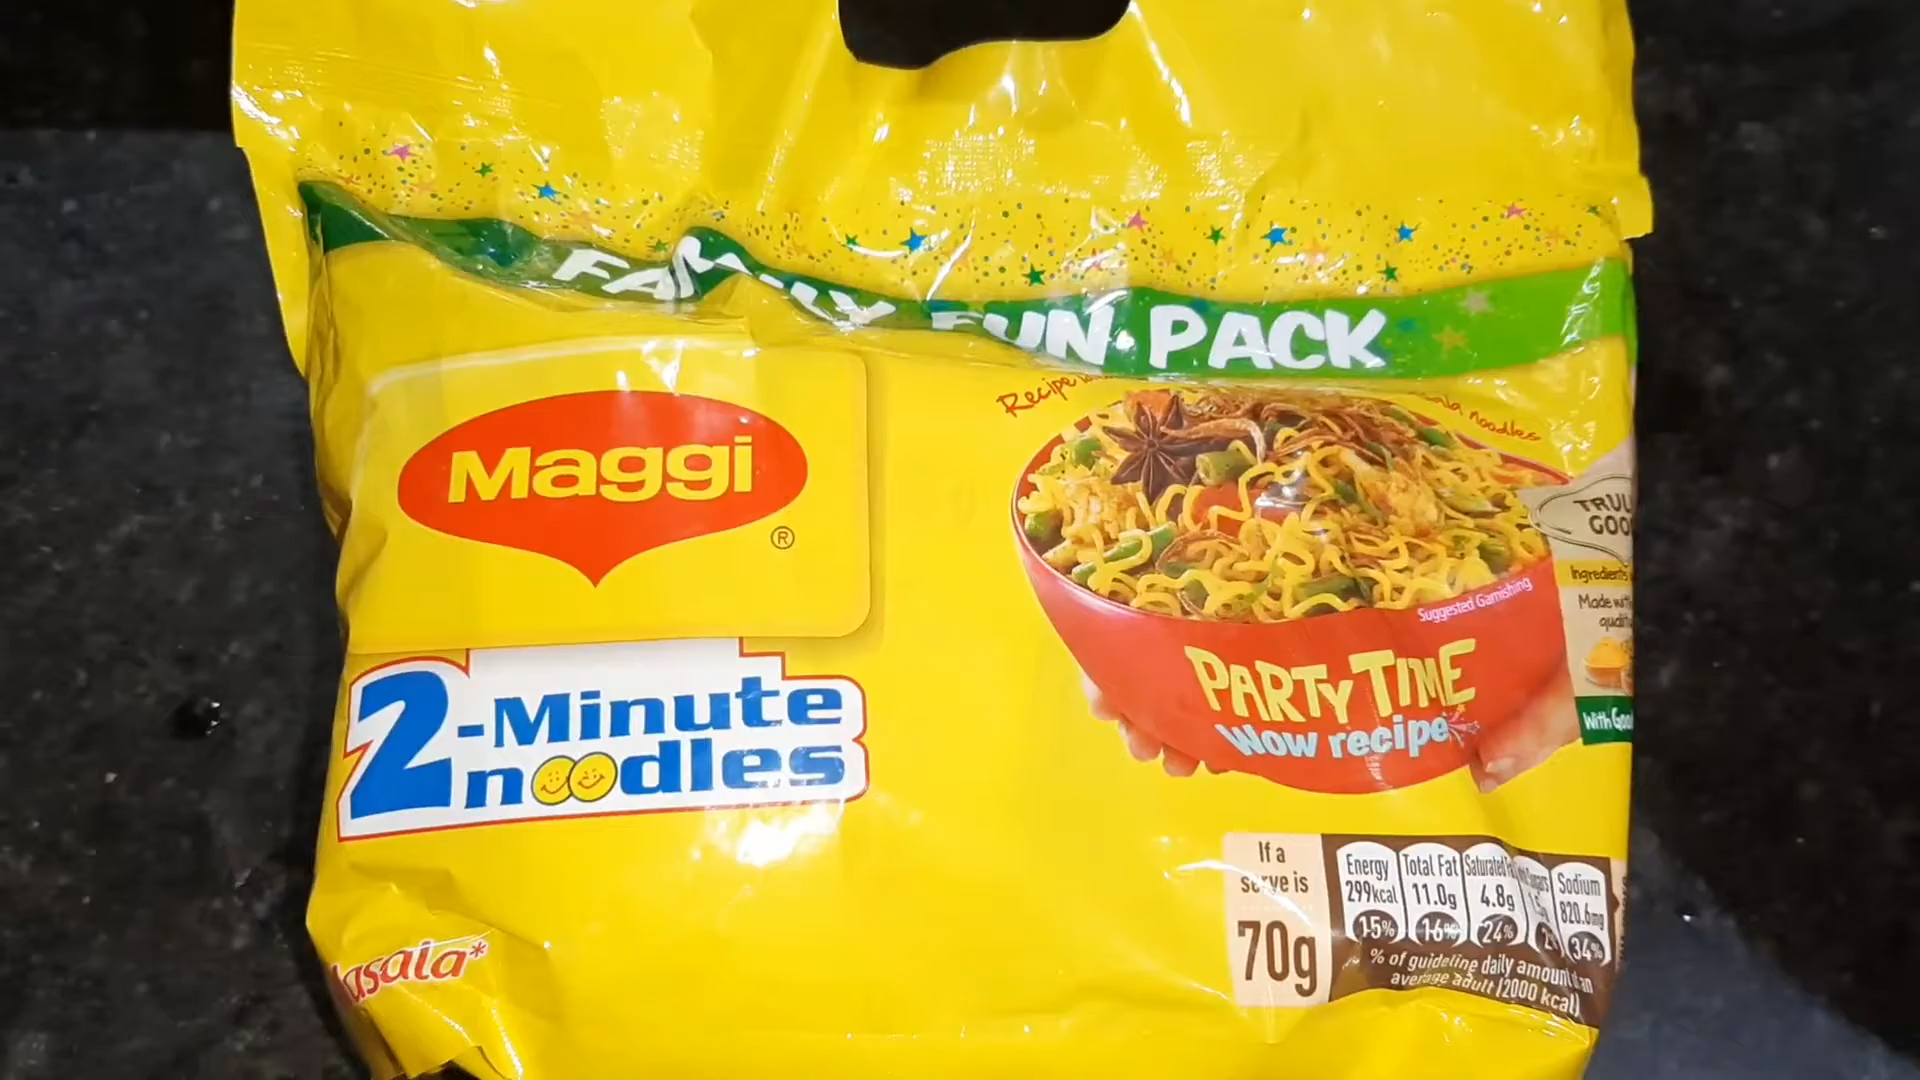 FAMILY FUN PACK
Recipe
noodles
Maggi
®
2-Minute
noodles
Suggested Garnishing
PARTY TIME
Wow recipe
Ingredients
Made
With
If a
serve is
70g
Energy
299kcal
15%
Total Fat
11.0g
16%
Saturated
4.8g
24%
Sodium
820.6mg
34%
% of guideline daily amount
average adult (2000 kcal)